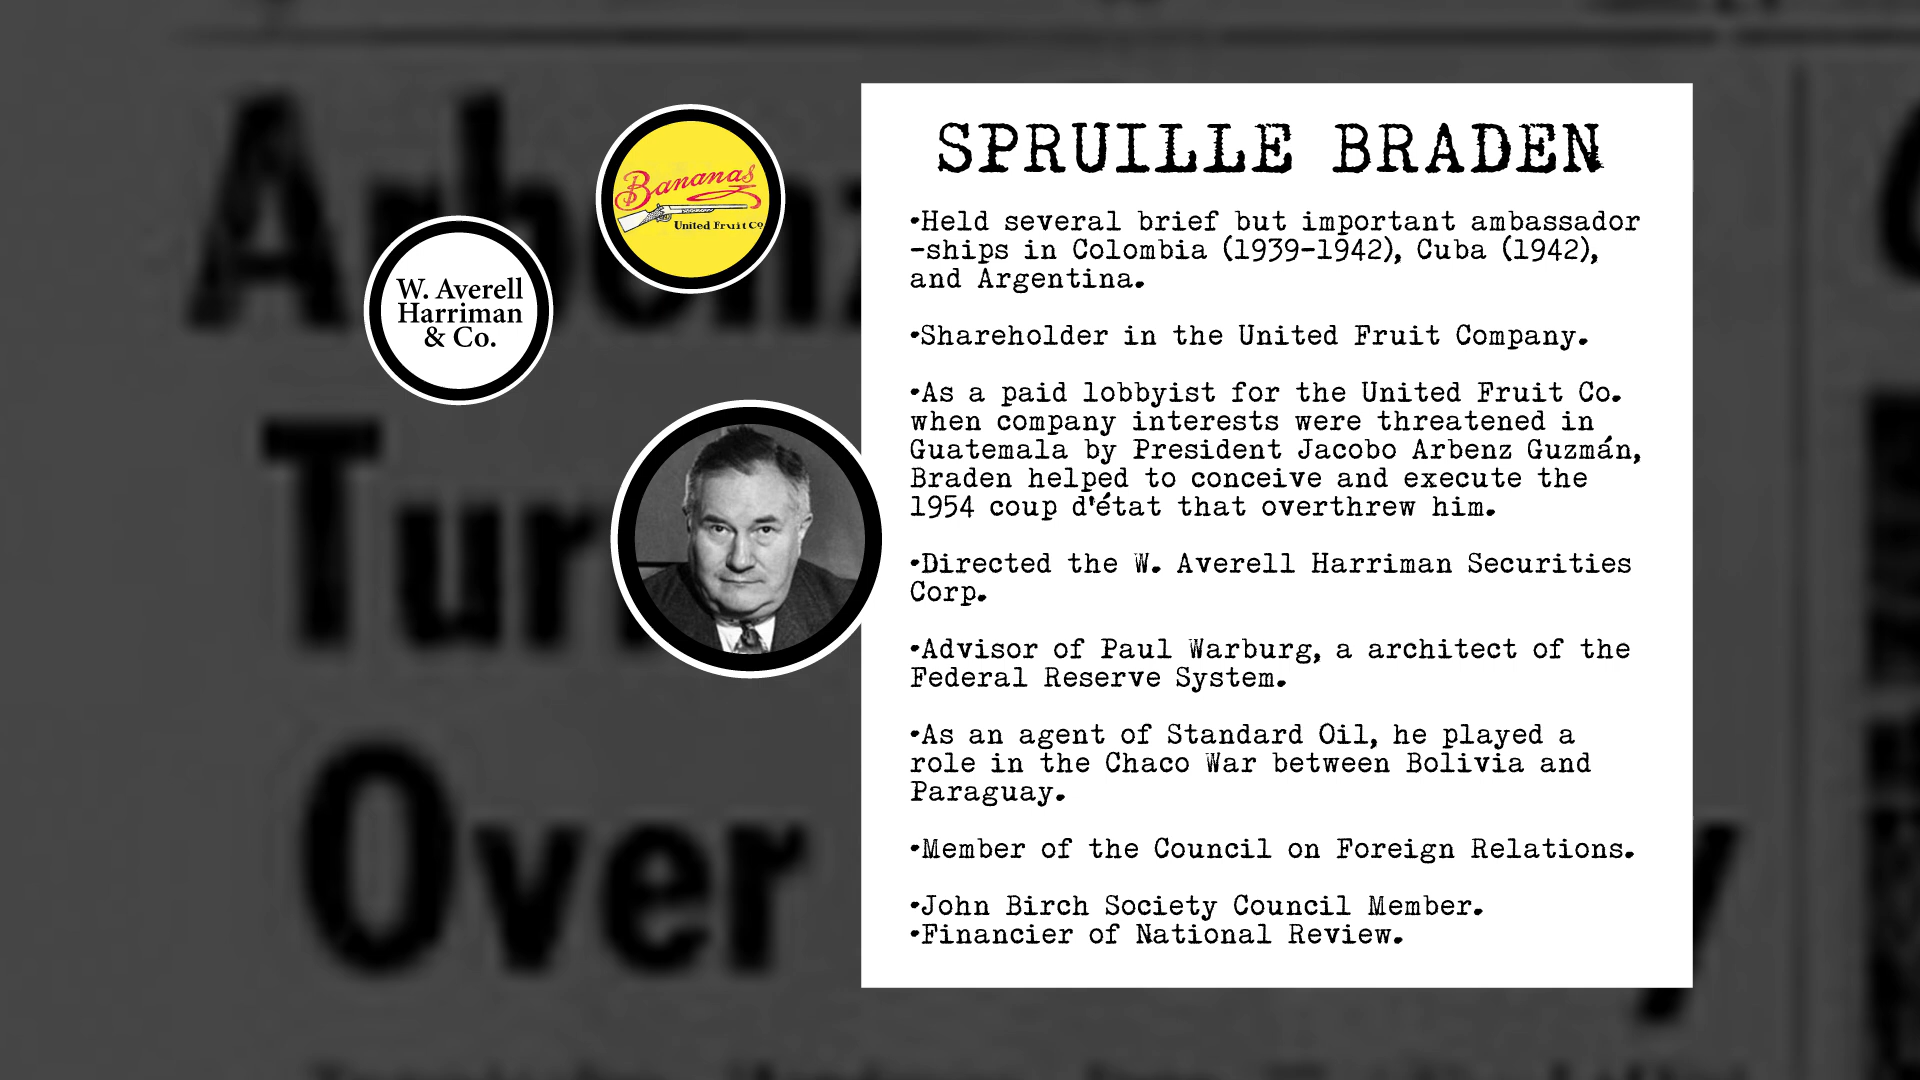 Arbenz
Turn
Over
Bananas
United Fruit Co
W. Averell
Harriman
& Co.
SPRUILLE BRADEN
•Held several brief but important ambassador
-ships in Colombia (1939-1942), Cuba (1942),
and Argentina.
•Shareholder in the United Fruit Company.
•As a paid lobbyist for the United Fruit Co.
when company interests were threatened in
Guatemala by President Jacobo Arbenz Guzmán,
Braden helped to conceive and execute the
1954 coup d'état that overthrew him.
•Directed the W. Averell Harriman Securities
Corp.
•Advisor of Paul Warburg, a architect of the
Federal Reserve System.
•As an agent of Standard Oil, he played a
role in the Chaco War between Bolivia and
Paraguay.
•Member of the Council on Foreign Relations.
•John Birch Society Council Member.
•Financier of National Review.